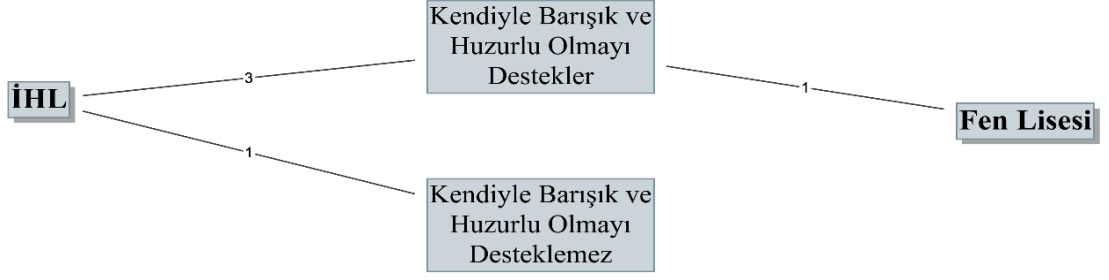 Kendiyle Barışık ve
Huzurlu Olmayı
Destekler
3
1
İHL
Fen Lisesi
1
Kendiyle Barışık ve
Huzurlu Olmayı
Desteklemez